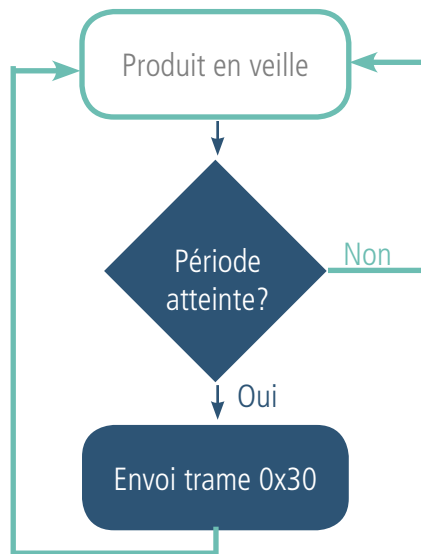 Produit en veille
Période
atteinte?
Non
Oui
Envoi trame 0x30